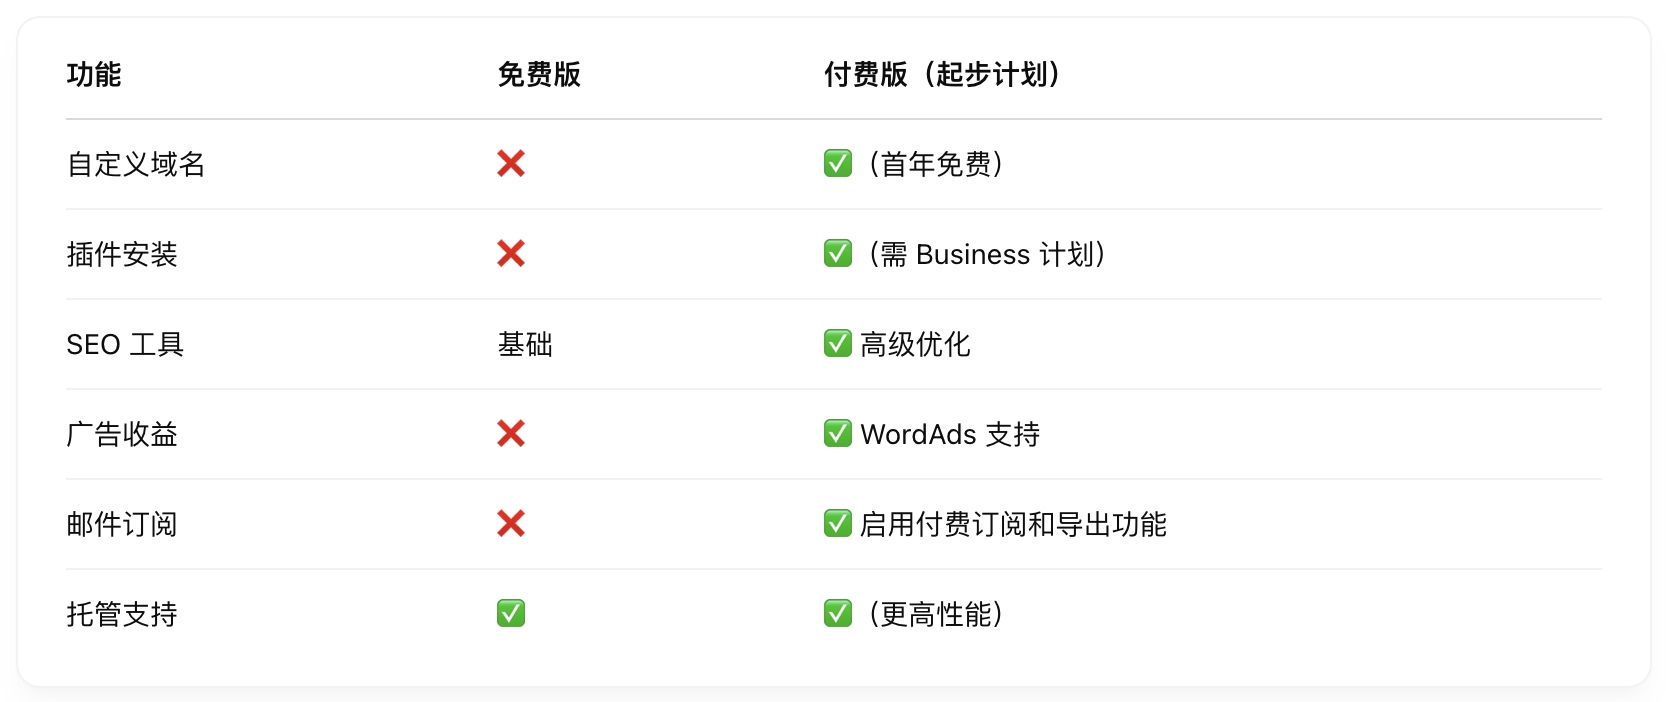 功能 免费版 付费版（起步计划）
自定义域名 ❌ ✅（首年免费）
插件安装 ❌ ✅（需 Business 计划）
SEO 工具 基础 ✅ 高级优化
广告收益 ❌ ✅ WordAds 支持
邮件订阅 ❌ ✅ 启用付费订阅和导出功能
托管支持 ✅ ✅（更高性能）